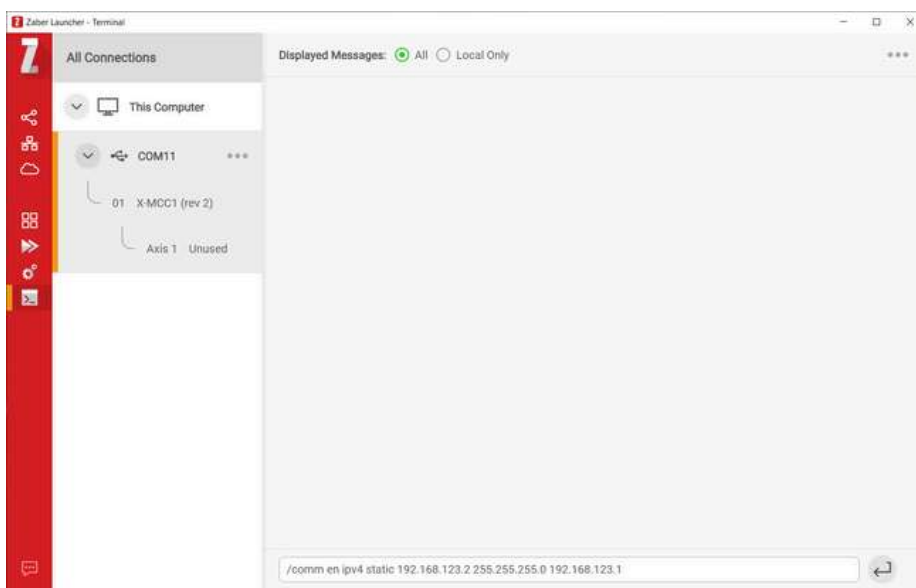 Zaber Launcher - Terminal
All Connections
Displayed Messages: All Local Only
This Computer
COM11
01 X-MCC1 (rev 2)
Axis 1 Unused
/comm en ipv4 static 192.168.123.2 255.255.255.0 192.168.123.1